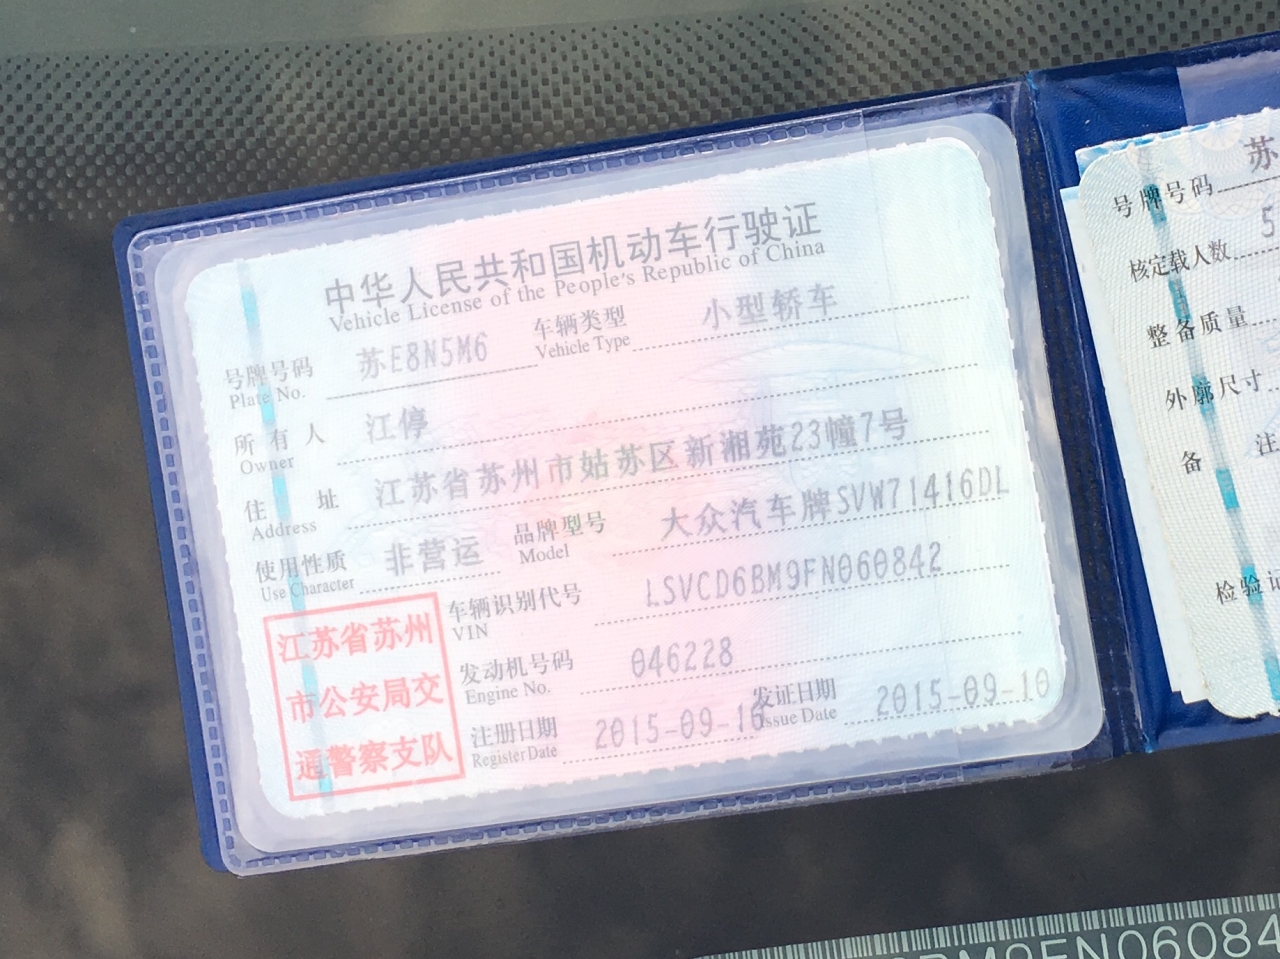 中华人民共和国机动车行驶证
Vehicle License of the People's Republic of China
号牌号码 苏E8N5M6 车辆类型 小型轿车
Plate No. Vehicle Type
所有人 江停
Owner
住址 江苏省苏州市姑苏区新湘苑23幢7号
Address
使用性质 非营运 品牌型号 大众汽车牌SVW71416DL
Use Character Model
车辆识别代号 LSVCD6BM9FN060842
VIN
发动机号码 046228
Engine No.
注册日期 2015-09-10 发证日期 2015-09-10
Register Date Issue Date
江苏省苏州
市公安局交
通警察支队
号牌号码 苏
核定载人数 5
整备质量
外廓尺寸
备 注
检验记
BM9FN06084